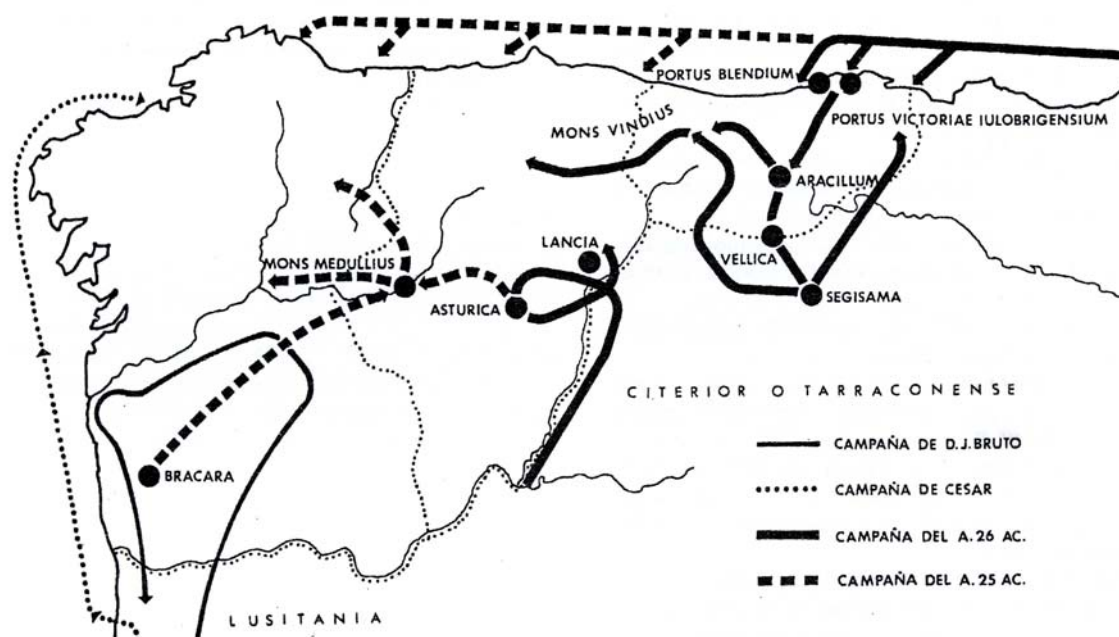 PORTUS BLENDIUM
PORTUS VICTORIAE IULOBRIGENSIUM
MONS VINDIUS
ARACILLUM
LANCIA
VELLICA
MONS MEDULLIUS
ASTURICA
SEGISAMA
CITERIOR O TARRACONENSE
CAMPAÑA DE D.J. BRUTO
BRACARA
CAMPAÑA DE CESAR
CAMPAÑA DEL A.26 AC.
CAMPAÑA DEL A.25 AC.
LUSITANIA